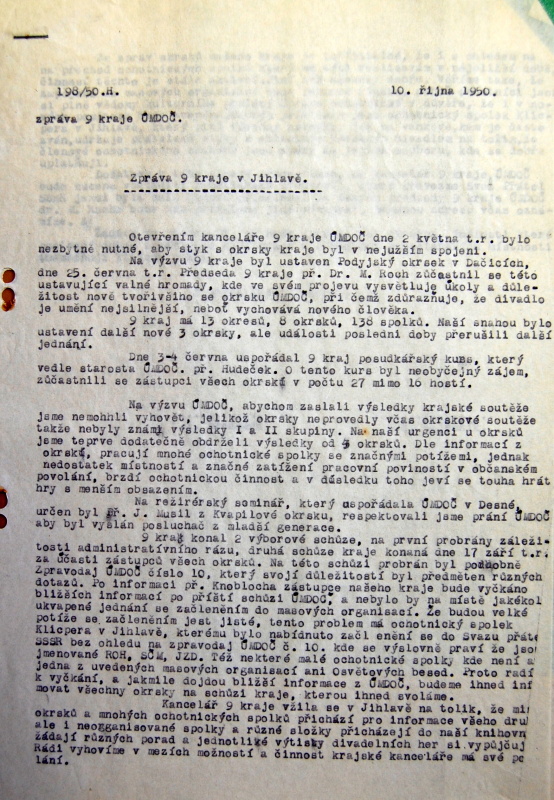 198/50.H.
10. října 1950.
zpráva 9 kraje ÚMDOČ.
Zpráva 9 kraje v Jihlavě.
Otevřením kanceláře 9 kraje ÚMDOČ dne 2 května t.r. bylo
nezbytné nutné, aby styk s okrsky kraje byl v nejužším spojení.
Na výzvu 9 kraje byl ustaven Podyjský okrsek v Dačicích,
dne 25. června t.r. Předseda 9 kraje př. Dr. M. Roch zúčastnil se této
ustavující valné hromady, kde ve svém projevu vysvětluje úkoly a důle-
žitost nově tvořivšího se okrsku ÚMDOČ, při čemž zdůrazňuje, že divadlo
je umění nejsilnější, neboť vychovává nového člověka.
9 kraj má 13 okresů, 8 okrsků, 138 spolků. Naší snahou bylo
ustavení další nové 3 okrsky, ale události poslední doby přerušili další
jednání.
Dne 3-4 června uspořádal 9 kraj posudkářský kurs, který
vedle starosta ÚMDOČ. př. Hudeček. O tento kurs byl neobyčejný zájem,
zúčastnili se zástupci všech okrsků v počtu 27 mimo 16 hostí.
Na výzvu ÚMDOČ, abychom zaslali výsledky krajské soutěže
jsme nemohhli vyhovět, jelikož okrsky neprovedly včas okrskové soutěže
takže nebyly známi výsledky I a II skupiny. Na naší urgenci u okrsků
jsme teprve dodatečně obdrželi výsledky od okrsků. Dle informací z
okrsků, pracují mnohé ochotnické spolky se značnými potížemi, jednak
nedostatek místností a značné zatížení pracovní povinností v občanském
povolání, brzdí ochotnickou činnost a v důsledku toho jeví se touha hrát
hry s menším obsazením.
Na režírérský seminář, který uspořádala ÚMDOČ v Desné,
určen byl př. J. Musil z Kvapilově okrsku, respektovali jsme přání ÚMDOČ
aby byl vyslán posluchač z mladší generace.
9 kraj konal 2 výborové schůze, na první probrány záleži-
tosti administrativního rázu, druhá schůze kraje konaná dne 17 září t.r.
za účasti zástupců všech okrsků. Na této schůzi probrán byl podrobně
Zpravodaj ÚMDOČ číslo 10, který svojí důležitostí byl předmětem různých
dotazů. Po informaci př. Knoblocha zástupce našeho kraje bude vyčkáno
bližších informací po příští schůzi ÚMDOČ, a nebylo by na místě jakékol
ukvapené jednání se začleněním do masových organisací. Že budou velké
potíže se začleněním jest jisté, tento problem má ochotnický spolek
Klicpera v Jihlavě, kterému bylo nabídnuto začl enění se do Svazu přáte
SSSR bez ohledu na zpravodaj ÚMDOČ č. 10. kde se výslovně praví že jso
jmenované ROH, SČM, JZD. Též některé malé ochotnické spolky kde není a
jedna z uvedených masových organisací ani osvětových besed. Proto radí
k vyčkání, a jakmile dojdou bližší informace z ÚMDOČ, budeme ihned inf
movat všechny okrsky na schůzi kraje, kterou ihned svoláme.
Kancelář 9 kraje vžila se v Jihlavě na tolik, že mi
okrsků a mnohých ochotnických spolků přichází pro informace všeho dru
ale i neorganisované spolky a různé složky přicházejí do naší knihovn
žádají různých porad a jednotlivé výtisky divadelních her si vypůjčuj
Rádi vyhovíme v mezích možností a činnost krajské kanceláře má své po
lání.